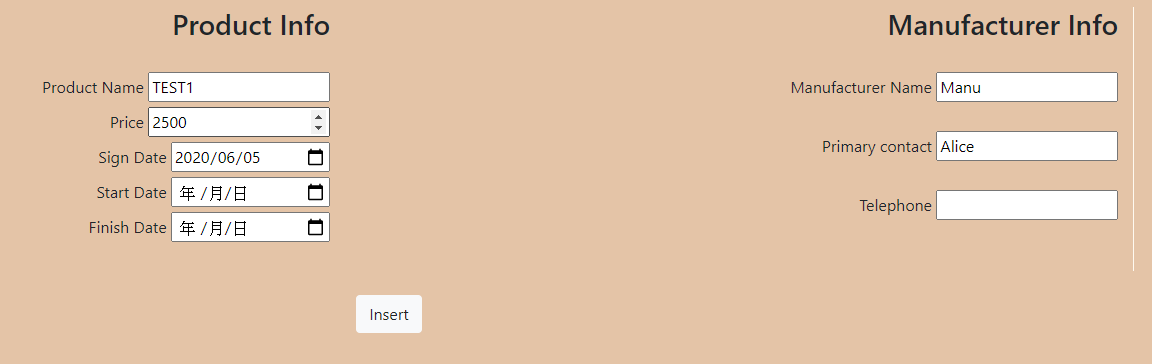 Product Info
Product Name TEST1
Price 2500
Sign Date 2020/06/05
Start Date 年 /月/日
Finish Date 年 /月/日
Manufacturer Info
Manufacturer Name Manu
Primary contact Alice
Telephone
Insert